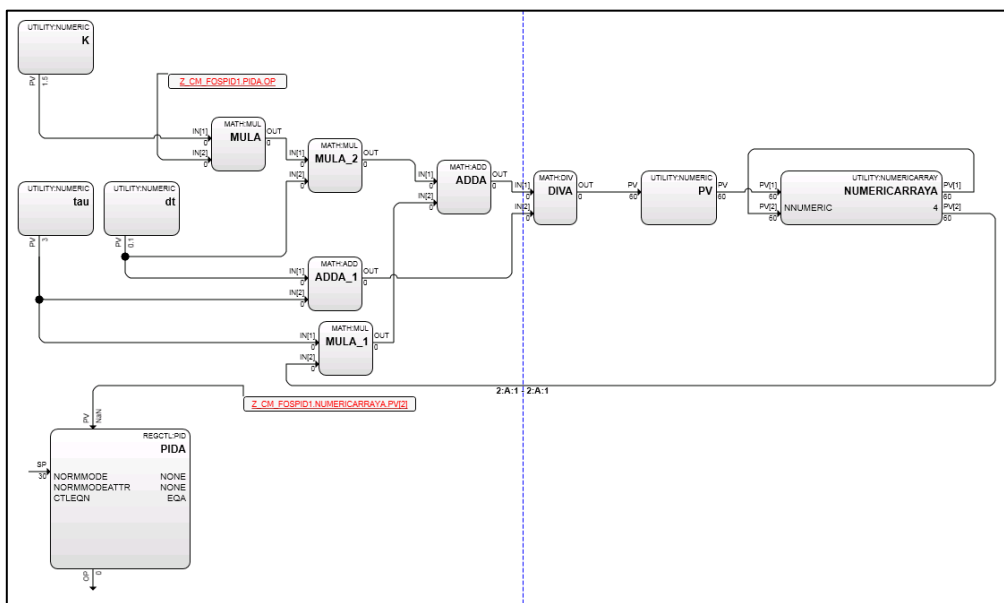 UTILITY:NUMERIC
K
PV
1.5
Z_CM_FOSPID1.PIDA.OP
MATH:MUL
MULA
IN[1]
0
IN[2]
0
OUT
0
MATH:MUL
MULA_2
IN[1]
0
IN[2]
0
OUT
0
MATH:ADD
ADDA
IN[1]
0
IN[2]
0
OUT
0
MATH:DIV
DIVA
IN[1]
0
IN[2]
0
OUT
0
UTILITY:NUMERIC
PV
PV
60
PV
60
UTILITY:NUMERICARRAY
NUMERICARRAYA
NNUMERIC 4
PV[1]
60
PV[2]
60
PV[1]
60
PV[2]
60
UTILITY:NUMERIC
tau
PV
3
UTILITY:NUMERIC
dt
PV
0.1
MATH:ADD
ADDA_1
IN[1]
0
IN[2]
0
OUT
0
MATH:MUL
MULA_1
IN[1]
0
IN[2]
0
OUT
0
2:A:1 - 2:A:1
Z_CM_FOSPID1.NUMERICARRAYA.PV[2]
PV
NaN
REGCTL:PID
PIDA
SP
30
NORMMODE NONE
NORMMODEATTR NONE
CTLEQN EQA
OP
0